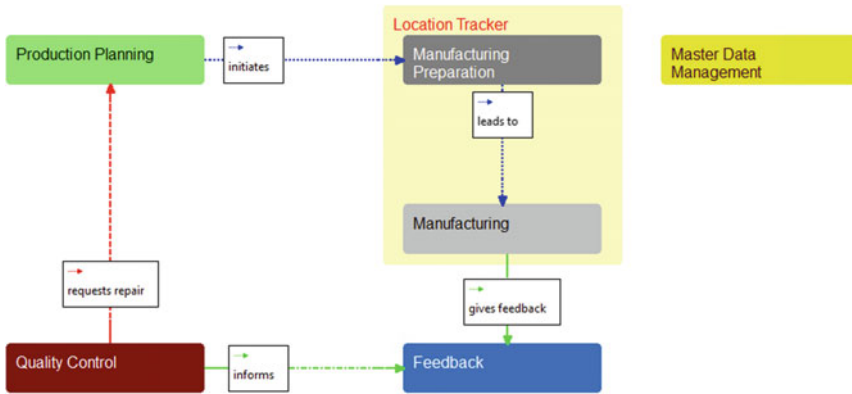 Location Tracker
Production Planning
initiates
Manufacturing
Preparation
Master Data
Management
leads to
Manufacturing
requests repair
gives feedback
Quality Control
informs
Feedback